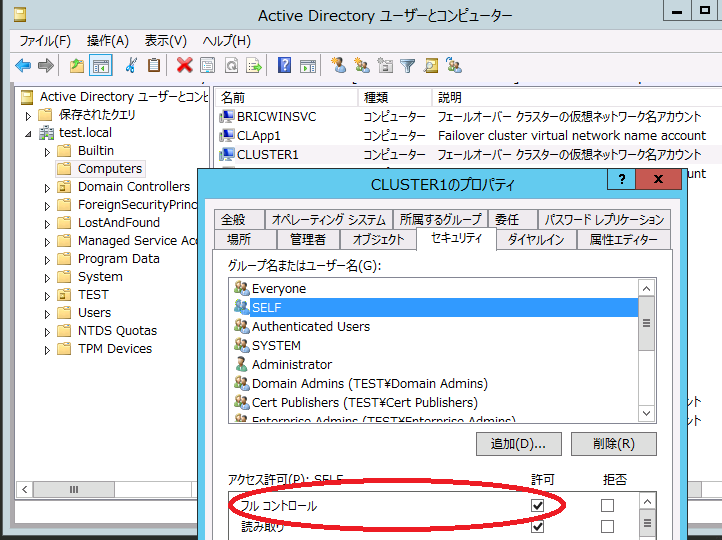 Active Directory ユーザーとコンピューター
ファイル(F) 操作(A) 表示(V) ヘルプ(H)
Active Directory ユーザーとコンピ
保存されたクエリ
test.local
Builtin
Computers
Domain Controllers
ForeignSecurityPrinc
LostAndFound
Managed Service Acc
Program Data
System
TEST
Users
NTDS Quotas
TPM Devices
名前 種類 説明
BRICWINSVC コンピューター フェールオーバー クラスターの仮想ネットワーク名アカウント
CLApp1 コンピューター Failover cluster virtual network name account
CLUSTER1 コンピューター フェールオーバー クラスターの仮想ネットワーク名アカウント
ount
CLUSTER1のプロパティ
? x
全般 オペレーティング システム 所属するグループ 委任 パスワード レプリケーション
場所 管理者 オブジェクト セキュリティ ダイヤルイン 属性エディター
グループ名またはユーザー名(G):
Everyone
SELF
Authenticated Users
SYSTEM
Administrator
Domain Admins (TEST¥Domain Admins)
Cert Publishers (TEST¥Cert Publishers)
Enterprise Admins (TEST¥Enterprise Admins)
追加(D)... 削除(R)
アクセス許可(P): SELF 許可 拒否
フル コントロール
読み取り